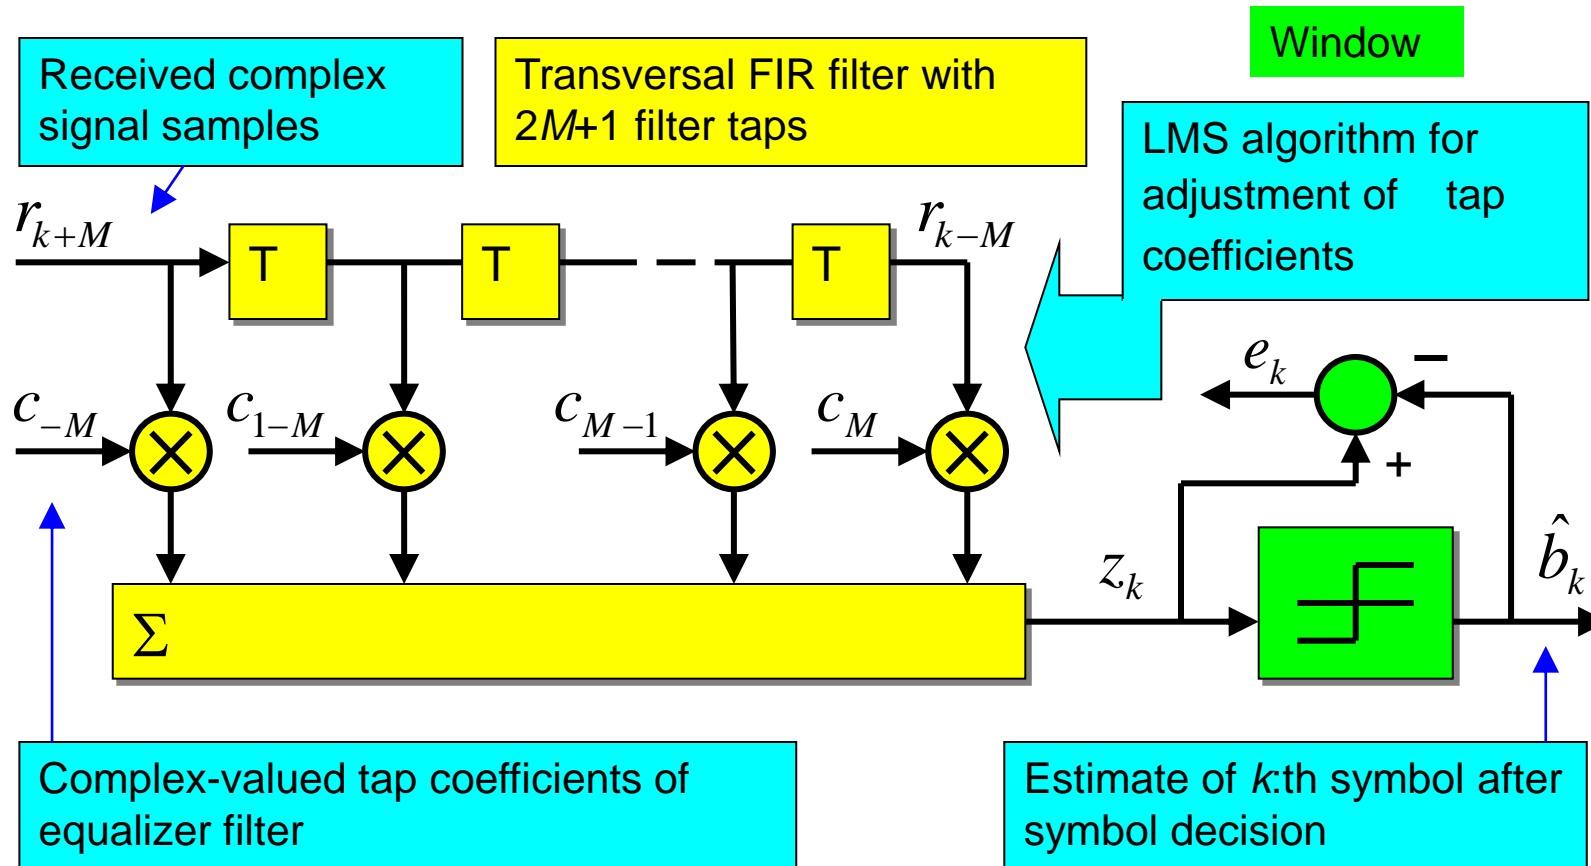 Window
Received complex
signal samples
Transversal FIR filter with
2M+1 filter taps
LMS algorithm for
adjustment of tap
coefficients
r_{k+M}
T
T
T
r_{k-M}
e_k
−
+
c_{-M}
c_{1-M}
c_{M-1}
c_M
z_k
\hat{b}_k
Σ
Complex-valued tap coefficients of
equalizer filter
Estimate of k:th symbol after
symbol decision